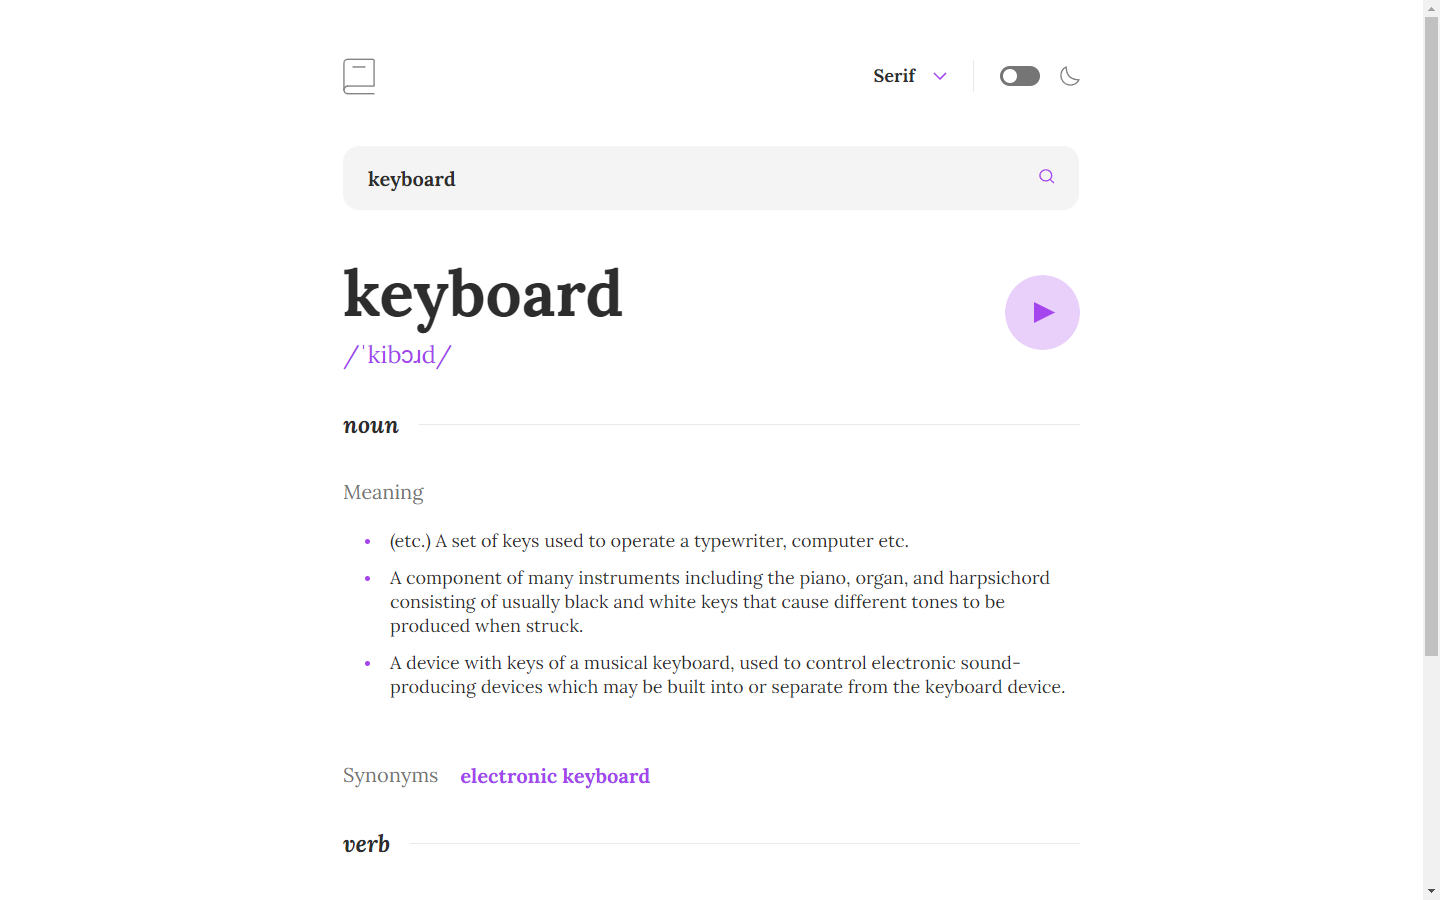 Serif
keyboard
keyboard
/ˈkibɔɹd/
noun
Meaning
(etc.) A set of keys used to operate a typewriter, computer etc.
A component of many instruments including the piano, organ, and harpsichord
consisting of usually black and white keys that cause different tones to be
produced when struck.
A device with keys of a musical keyboard, used to control electronic sound-
producing devices which may be built into or separate from the keyboard device.
Synonyms electronic keyboard
verb